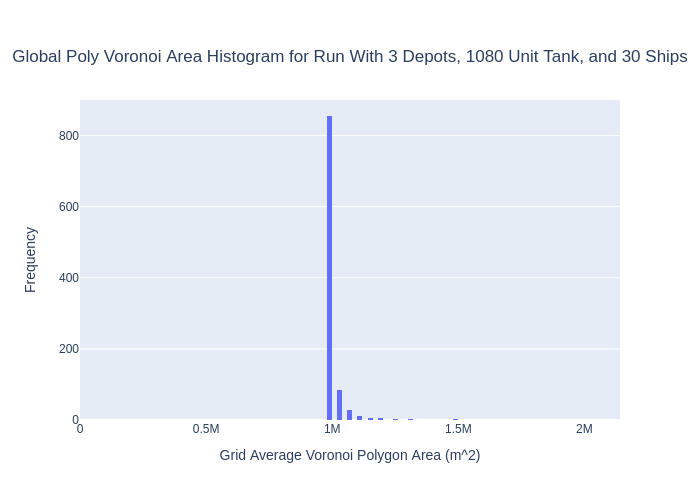 Global Poly Voronoi Area Histogram for Run With 3 Depots, 1080 Unit Tank, and 30 Ships
800
600
400
200
0
0 0.5M 1M 1.5M 2M
Frequency
Grid Average Voronoi Polygon Area (m^2)